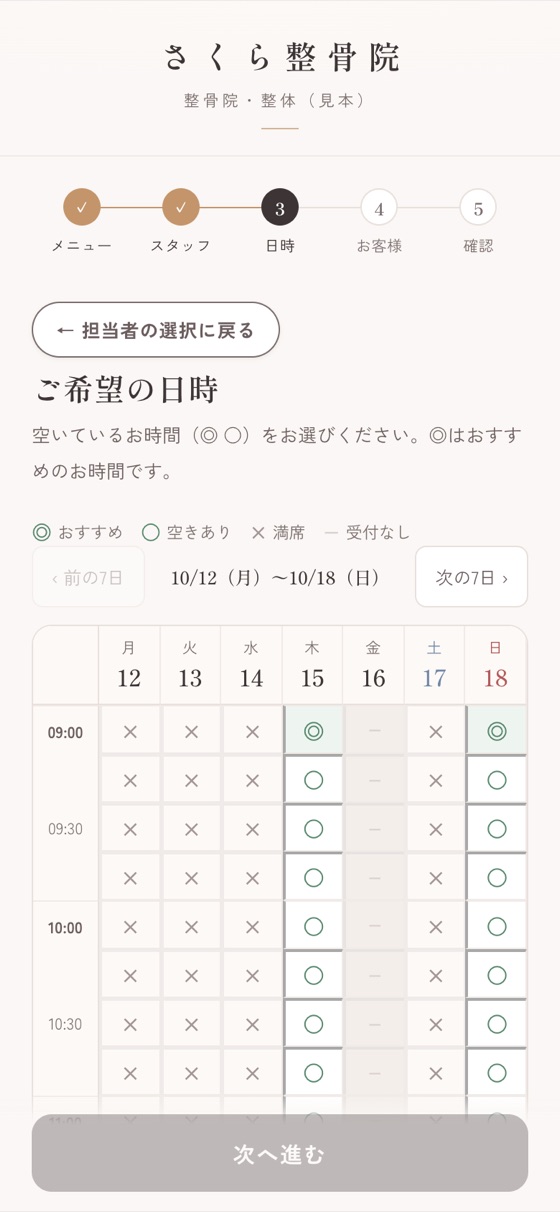 さくら整骨院
整骨院・整体（見本）
✓ ✓ 3 4 5
メニュー スタッフ 日時 お客様 確認
← 担当者の選択に戻る
ご希望の日時
空いているお時間（◎ ○）をお選びください。◎はおすす
めのお時間です。
◎ おすすめ ○ 空きあり × 満席 － 受付なし
‹ 前の7日 10/12（月）〜10/18（日） 次の7日 ›
月 火 水 木 金 土 日
12 13 14 15 16 17 18
09:00 × × × ◎ － × ◎
× × × ○ － × ○
09:30 × × × ○ － × ○
× × × ○ － × ○
10:00 × × × ○ － × ○
× × × ○ － × ○
10:30 × × × ○ － × ○
× × × ○ － × ○
次へ進む